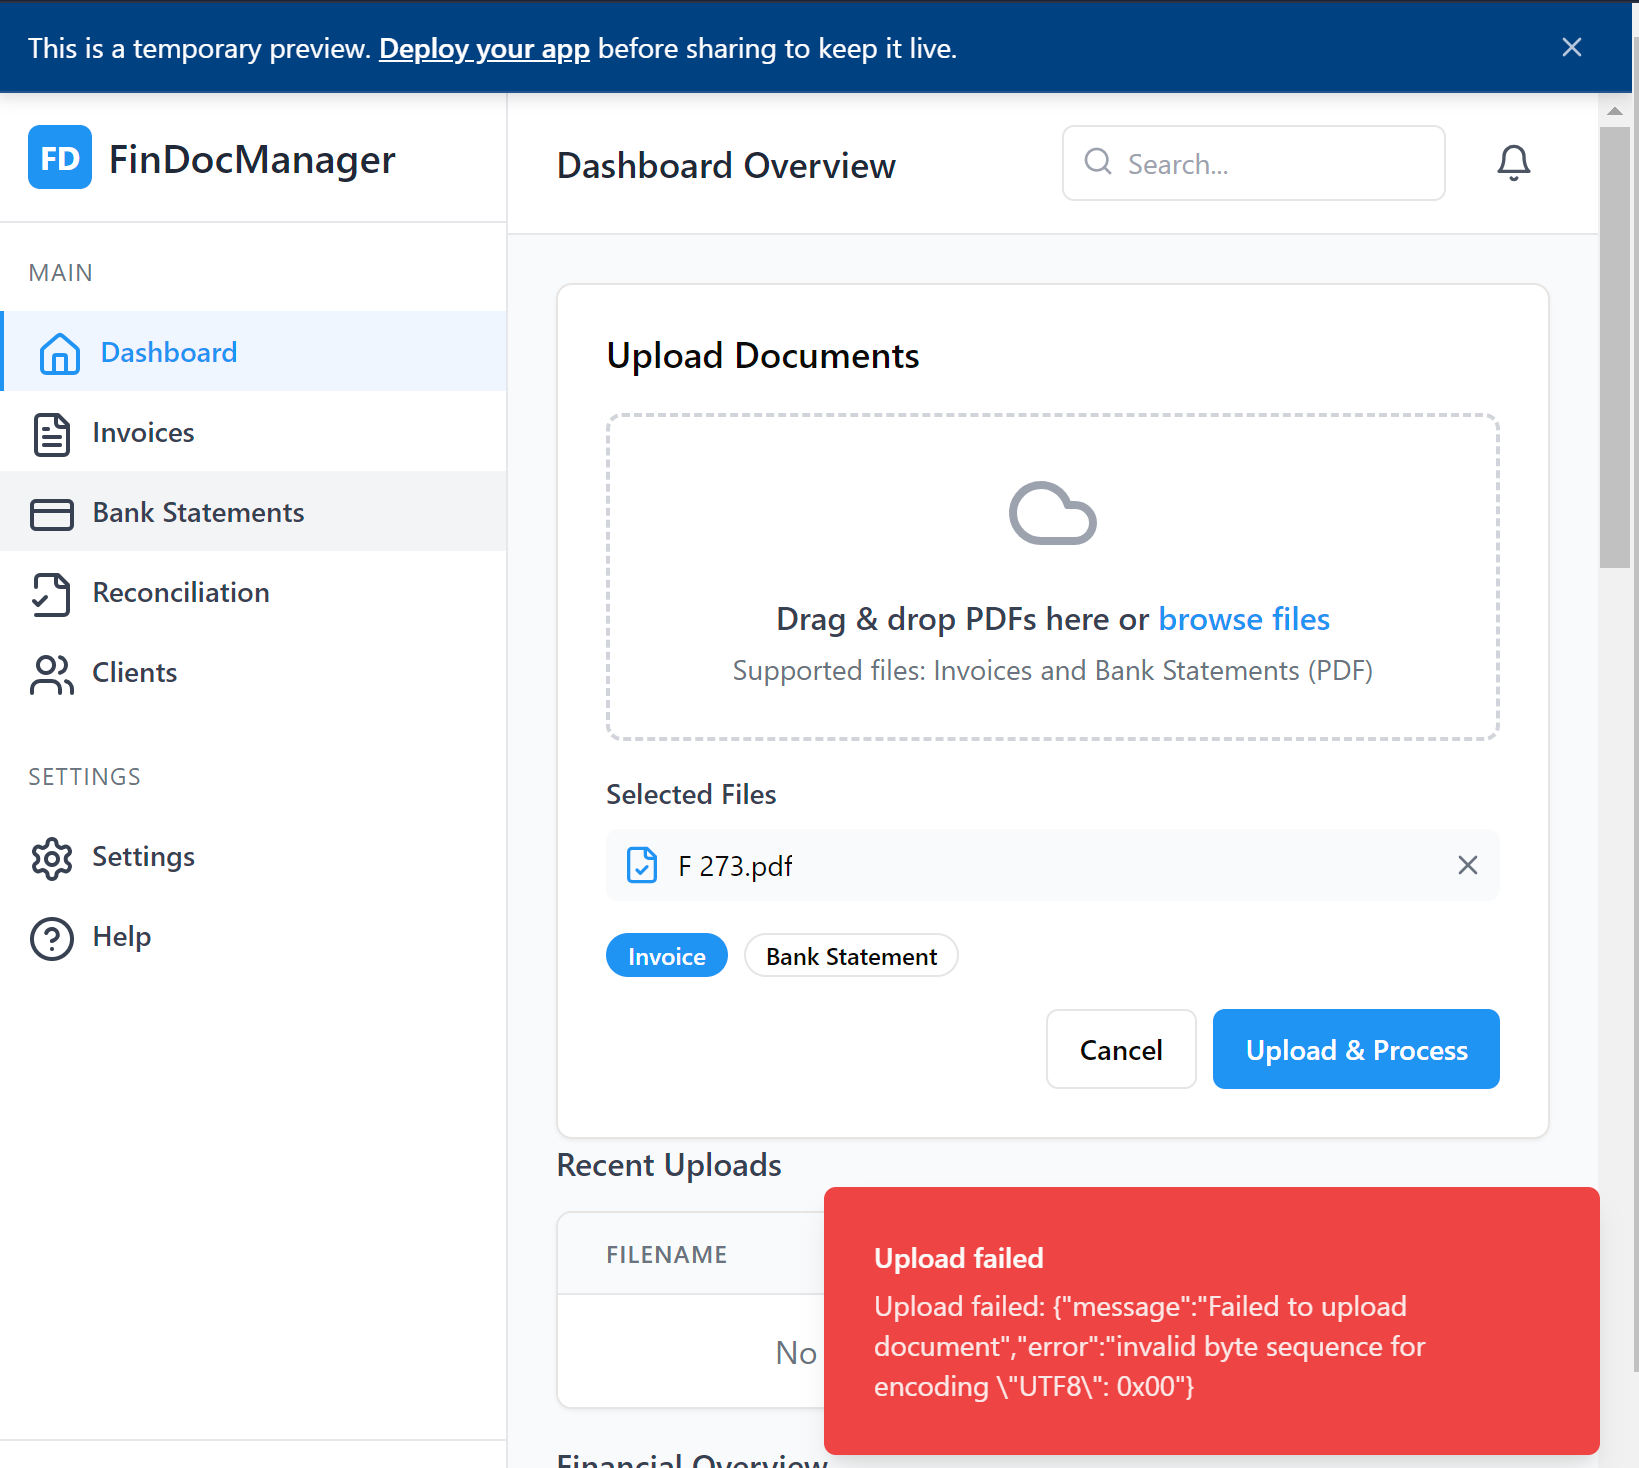 This is a temporary preview. Deploy your app before sharing to keep it live.
FD FinDocManager
Dashboard Overview
Search...
MAIN
Dashboard
Invoices
Bank Statements
Reconciliation
Clients
SETTINGS
Settings
Help
Upload Documents
Drag & drop PDFs here or browse files
Supported files: Invoices and Bank Statements (PDF)
Selected Files
F 273.pdf
Invoice
Bank Statement
Cancel
Upload & Process
Recent Uploads
FILENAME
No
Upload failed
Upload failed: {"message":"Failed to upload
document","error":"invalid byte sequence for
encoding \"UTF8\": 0x00"}
Financial Overview